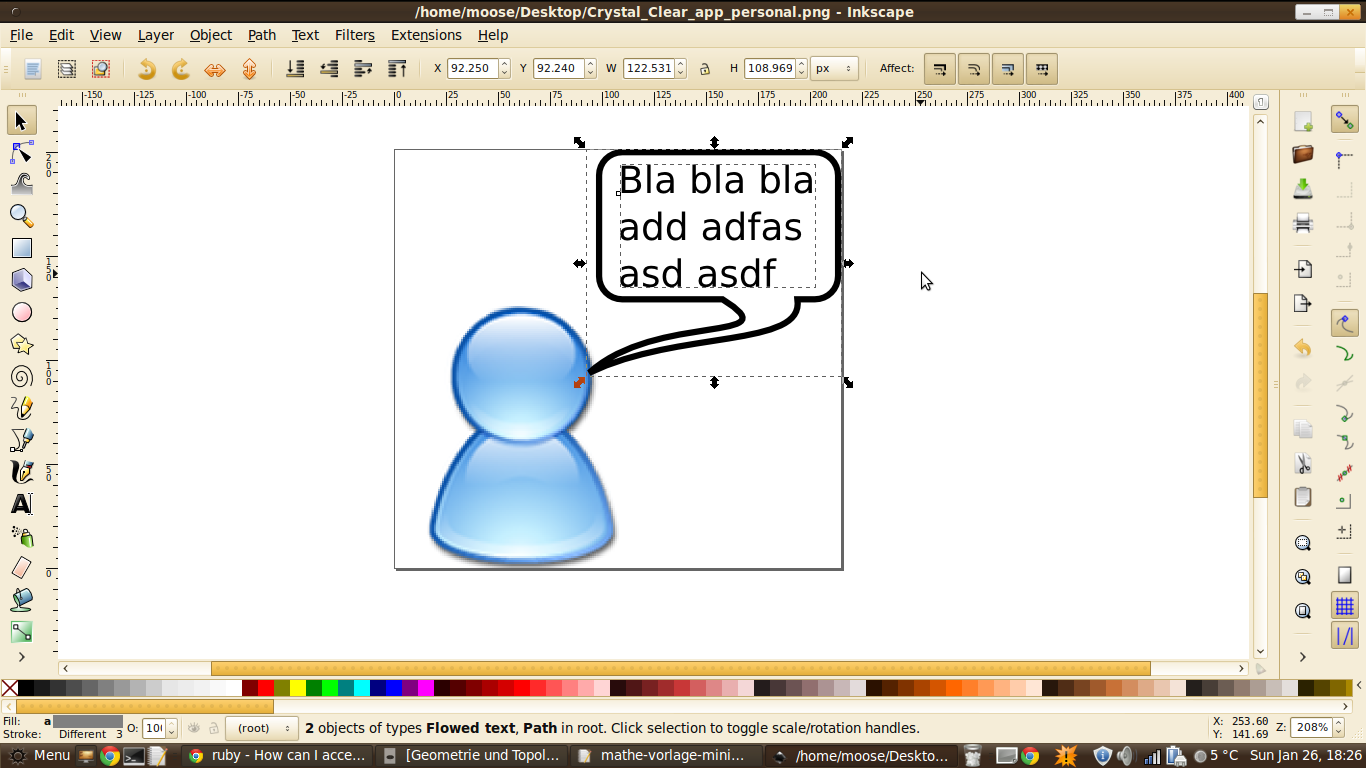 /home/moose/Desktop/Crystal_Clear_app_personal.png - Inkscape
File Edit View Layer Object Path Text Filters Extensions Help
X 92.250 Y 92.240 W 122.531 H 108.969 px Affect:
-150 -125 -100 -75 -50 -25 0 25 50 75 100 125 150 175 200 225 250 275 300 325 350 375 400
200
150
100
50
0
Bla bla bla
add adfas
asd asdf
A
Fill: a
Stroke: Different 3
O: 10
(root)
2 objects of types Flowed text, Path in root. Click selection to toggle scale/rotation handles.
X: 253.60
Y: 141.69
Z: 208%
Menu
ruby - How can I acce...
[Geometrie und Topol...
mathe-vorlage-mini...
/home/moose/Deskto...
5 °C Sun Jan 26, 18:26